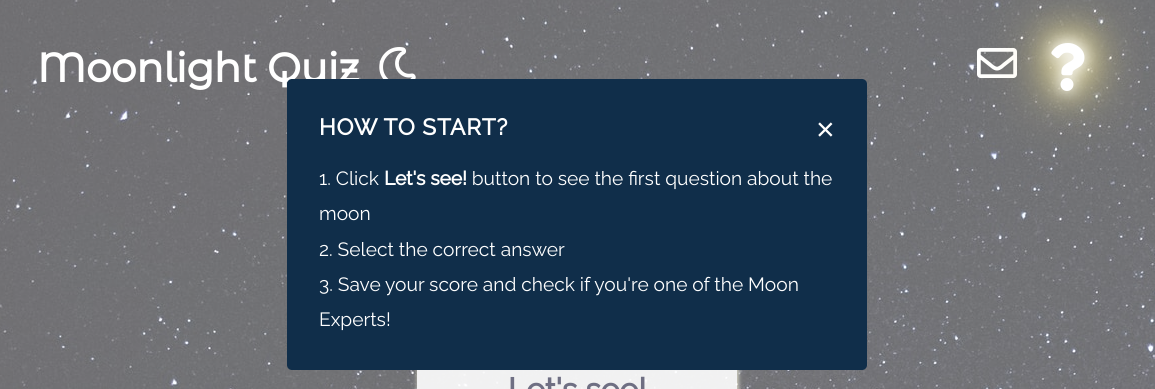 Moonlight Quiz
HOW TO START?
1. Click Let's see! button to see the first question about the
moon
2. Select the correct answer
3. Save your score and check if you're one of the Moon
Experts!
Let's see!